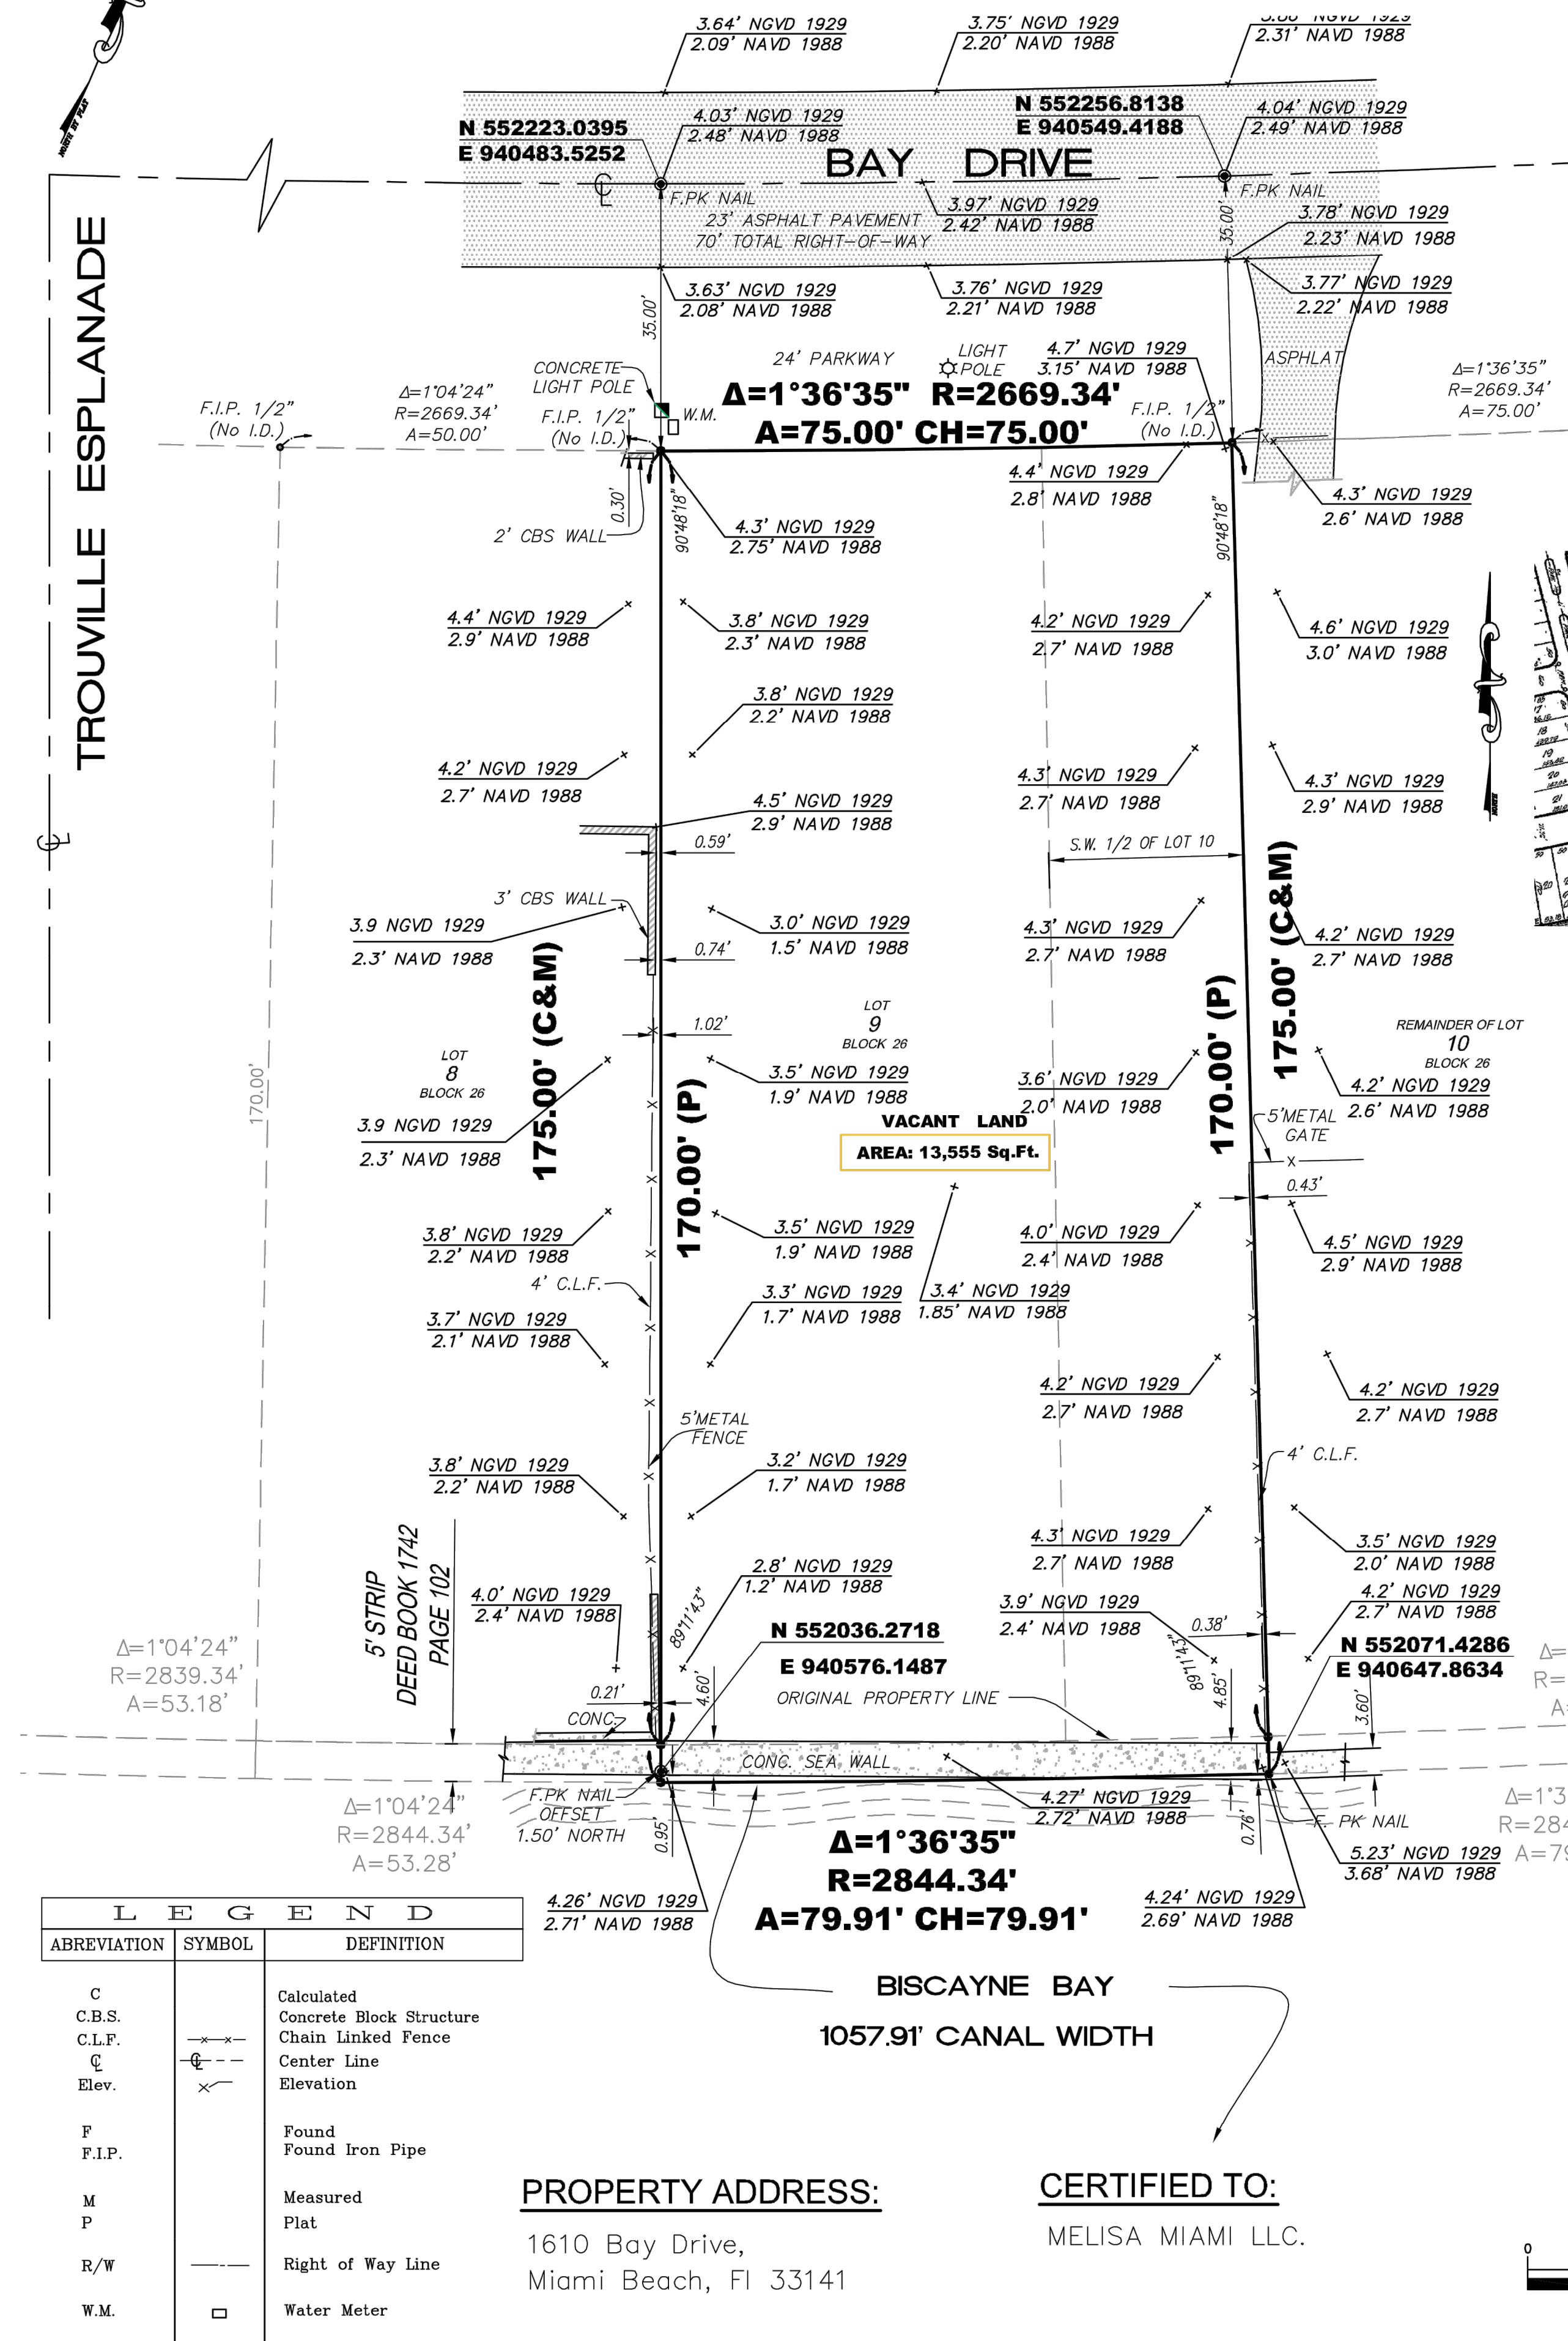 3.64' NGVD 1929
2.09' NAVD 1988
3.75' NGVD 1929
2.20' NAVD 1988
2.31' NAVD 1988
NORTH BY PLAT
N 552223.0395
E 940483.5252
4.03' NGVD 1929
2.48' NAVD 1988
N 552256.8138
E 940549.4188
4.04' NGVD 1929
2.49' NAVD 1988
BAY DRIVE
F.PK NAIL
F.PK NAIL
23' ASPHALT PAVEMENT
70' TOTAL RIGHT-OF-WAY
3.97' NGVD 1929
2.42' NAVD 1988
35.00'
3.78' NGVD 1929
2.23' NAVD 1988
3.63' NGVD 1929
2.08' NAVD 1988
3.76' NGVD 1929
2.21' NAVD 1988
3.77' NGVD 1929
2.22' NAVD 1988
35.00'
TROUVILLE ESPLANADE
CONCRETE
LIGHT POLE
24' PARKWAY
LIGHT
POLE
4.7' NGVD 1929
3.15' NAVD 1988
ASPHLAT
Δ=1°36'35"
R=2669.34'
A=75.00'
Δ=1°04'24"
R=2669.34'
A=50.00'
F.I.P. 1/2"
(No I.D.)
F.I.P. 1/2"
(No I.D.)
W.M.
Δ=1°36'35" R=2669.34'
A=75.00' CH=75.00'
F.I.P. 1/2"
(No I.D.)
0.30'
2' CBS WALL
90°48'18"
4.3' NGVD 1929
2.75' NAVD 1988
4.4' NGVD 1929
2.8' NAVD 1988
90°48'18"
4.3' NGVD 1929
2.6' NAVD 1988
4.4' NGVD 1929
2.9' NAVD 1988
3.8' NGVD 1929
2.3' NAVD 1988
4.2' NGVD 1929
2.7' NAVD 1988
4.6' NGVD 1929
3.0' NAVD 1988
3.8' NGVD 1929
2.2' NAVD 1988
4.2' NGVD 1929
2.7' NAVD 1988
4.3' NGVD 1929
2.7' NAVD 1988
4.3' NGVD 1929
2.9' NAVD 1988
NORTH
4.5' NGVD 1929
2.9' NAVD 1988
0.59'
S.W. 1/2 OF LOT 10
3' CBS WALL
3.9 NGVD 1929
2.3' NAVD 1988
3.0' NGVD 1929
1.5' NAVD 1988
0.74'
4.3' NGVD 1929
2.7' NAVD 1988
4.2' NGVD 1929
2.7' NAVD 1988
175.00' (C&M)
175.00' (C&M)
170.00' (P)
170.00' (P)
1.02'
LOT
9
BLOCK 26
REMAINDER OF LOT
10
BLOCK 26
LOT
8
BLOCK 26
170.00'
3.9 NGVD 1929
2.3' NAVD 1988
3.5' NGVD 1929
1.9' NAVD 1988
3.6' NGVD 1929
2.0' NAVD 1988
4.2' NGVD 1929
2.6' NAVD 1988
VACANT LAND
AREA: 13,555 Sq.Ft.
5'METAL
GATE
0.43'
3.8' NGVD 1929
2.2' NAVD 1988
3.5' NGVD 1929
1.9' NAVD 1988
4.0' NGVD 1929
2.4' NAVD 1988
4.5' NGVD 1929
2.9' NAVD 1988
4' C.L.F.
3.3' NGVD 1929
1.7' NAVD 1988
3.4' NGVD 1929
1.85' NAVD 1988
3.7' NGVD 1929
2.1' NAVD 1988
4.2' NGVD 1929
2.7' NAVD 1988
4.2' NGVD 1929
2.7' NAVD 1988
5'METAL
FENCE
4' C.L.F.
3.8' NGVD 1929
2.2' NAVD 1988
3.2' NGVD 1929
1.7' NAVD 1988
4.3' NGVD 1929
2.7' NAVD 1988
3.5' NGVD 1929
2.0' NAVD 1988
5' STRIP
DEED BOOK 1742
PAGE 102
4.0' NGVD 1929
2.4' NAVD 1988
2.8' NGVD 1929
1.2' NAVD 1988
89°11'43"
3.9' NGVD 1929
2.4' NAVD 1988
0.38'
89°11'43"
4.2' NGVD 1929
2.7' NAVD 1988
N 552036.2718
E 940576.1487
N 552071.4286
E 940647.8634
Δ=1°04'24"
R=2839.34'
A=53.18'
0.21'
4.60'
ORIGINAL PROPERTY LINE
4.85'
3.60'
CONC.
CONC. SEA WALL
F.PK NAIL
OFFSET
1.50' NORTH
0.95'
4.27' NGVD 1929
2.72' NAVD 1988
0.76'
F. PK NAIL
Δ=1°04'24"
R=2844.34'
A=53.28'
Δ=1°36'35"
R=2844.34'
A=79.91' CH=79.91'
5.23' NGVD 1929
3.68' NAVD 1988
4.26' NGVD 1929
2.71' NAVD 1988
4.24' NGVD 1929
2.69' NAVD 1988
BISCAYNE BAY
1057.91' CANAL WIDTH
LEGEND
ABREVIATION SYMBOL DEFINITION
C Calculated
C.B.S. Concrete Block Structure
C.L.F. Chain Linked Fence
℄ Center Line
Elev. Elevation
F Found
F.I.P. Found Iron Pipe
M Measured
P Plat
R/W Right of Way Line
W.M. Water Meter
PROPERTY ADDRESS:
1610 Bay Drive,
Miami Beach, Fl 33141
CERTIFIED TO:
MELISA MIAMI LLC.
0